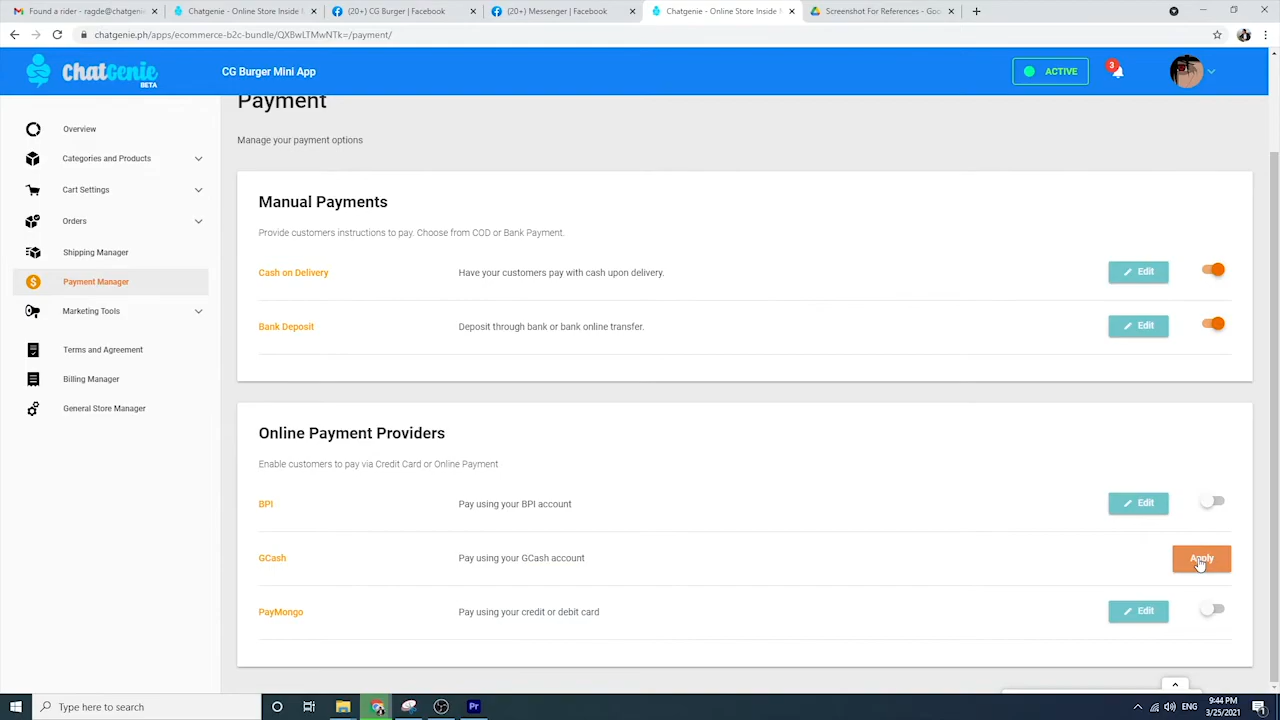 Found a rider - rag@chatgenie.p
Chatgenie - Online Store Inside M
(20+) CG Burger | Facebook
(20+) Messenger | Facebook
Chatgenie - Online Store Inside M
Screenshot For References - Goo
chatgenie.ph/apps/ecommerce-b2c-bundle/QXBwLTMwNTk=/payment/
ChatGenie
BETA
CG Burger Mini App
ACTIVE
3
Overview
Categories and Products
Cart Settings
Orders
Shipping Manager
Payment Manager
Marketing Tools
Terms and Agreement
Billing Manager
General Store Manager
Payment
Manage your payment options
Manual Payments
Provide customers instructions to pay. Choose from COD or Bank Payment.
Cash on Delivery Have your customers pay with cash upon delivery. Edit
Bank Deposit Deposit through bank or bank online transfer. Edit
Online Payment Providers
Enable customers to pay via Credit Card or Online Payment
BPI Pay using your BPI account Edit
GCash Pay using your GCash account Apply
PayMongo Pay using your credit or debit card Edit
Type here to search
Pr
ENG
9:44 PM
3/25/2021